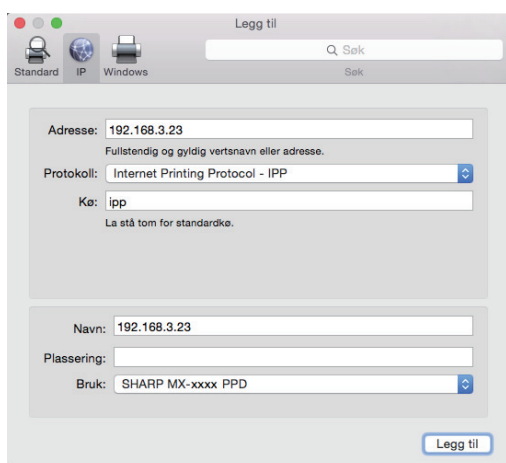 Legg til
Søk
Standard IP Windows Søk
Adresse: 192.168.3.23
Fullstendig og gyldig vertsnavn eller adresse.
Protokoll: Internet Printing Protocol - IPP
Kø: ipp
La stå tom for standardkø.
Navn: 192.168.3.23
Plassering:
Bruk: SHARP MX-xxxx PPD
Legg til